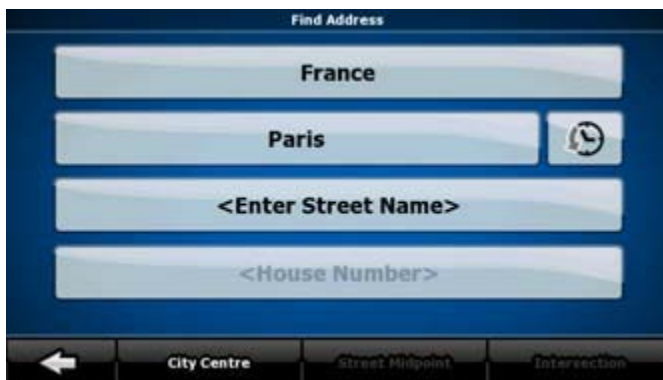 Find Address
France
Paris
<Enter Street Name>
<House Number>
City Centre Street Midpoint Intersection